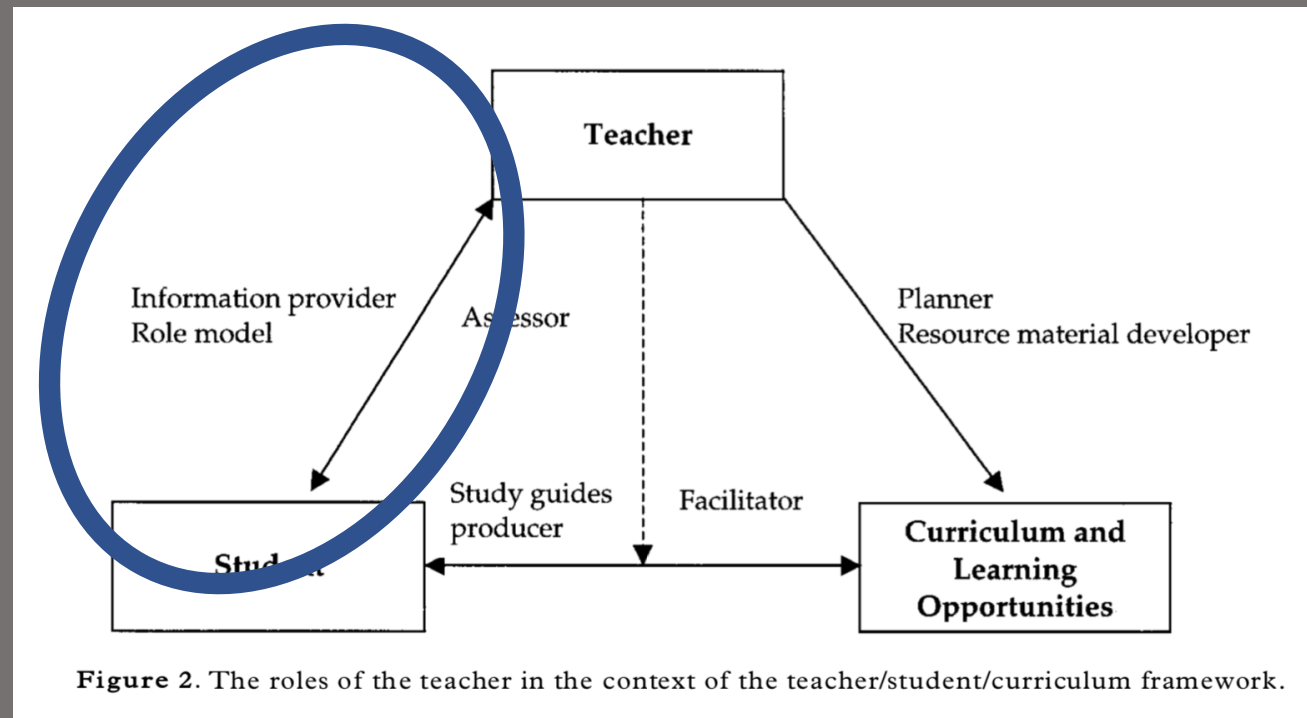 Teacher
Information provider
Role model
Assessor
Planner
Resource material developer
Study guides
producer
Facilitator
Student
Curriculum and
Learning
Opportunities
Figure 2. The roles of the teacher in the context of the teacher/student/curriculum framework.